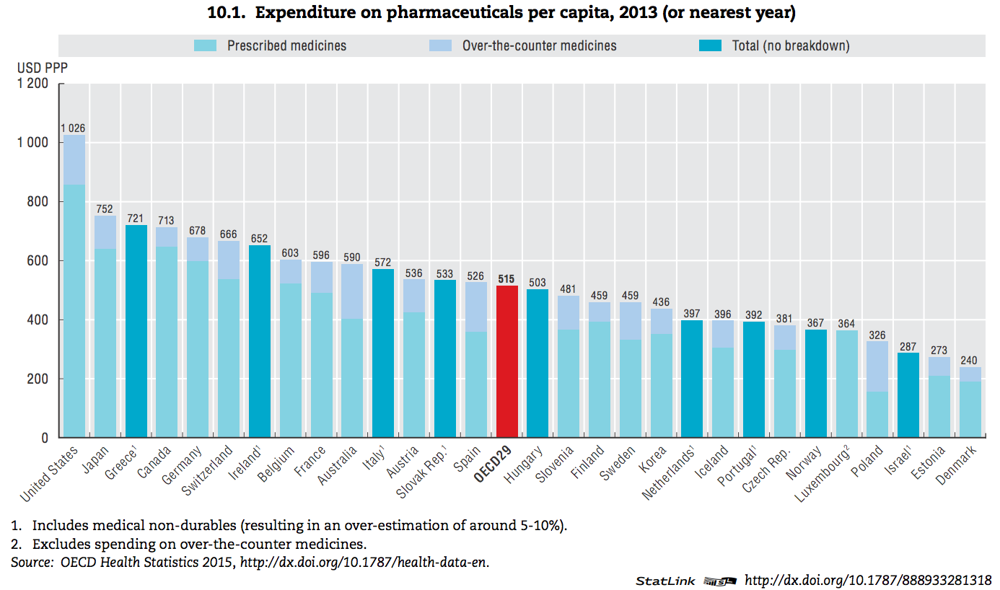 10.1. Expenditure on pharmaceuticals per capita, 2013 (or nearest year)
Prescribed medicines Over-the-counter medicines Total (no breakdown)
USD PPP
1 200
1 000
800
600
400
200
0
1 026
752
721
713
678
666
652
603
596
590
572
536
533
526
515
503
481
459
459
436
397
396
392
381
367
364
326
287
273
240
United States
Japan
Greece¹
Canada
Germany
Switzerland
Ireland¹
Belgium
France
Australia
Italy¹
Austria
Slovak Rep.¹
Spain
OECD29
Hungary
Slovenia
Finland
Sweden
Korea
Netherlands¹
Iceland
Portugal¹
Czech Rep.
Norway
Luxembourg²
Poland
Israel¹
Estonia
Denmark
1. Includes medical non-durables (resulting in an over-estimation of around 5-10%).
2. Excludes spending on over-the-counter medicines.
Source: OECD Health Statistics 2015, http://dx.doi.org/10.1787/health-data-en.
StatLink http://dx.doi.org/10.1787/888933281318